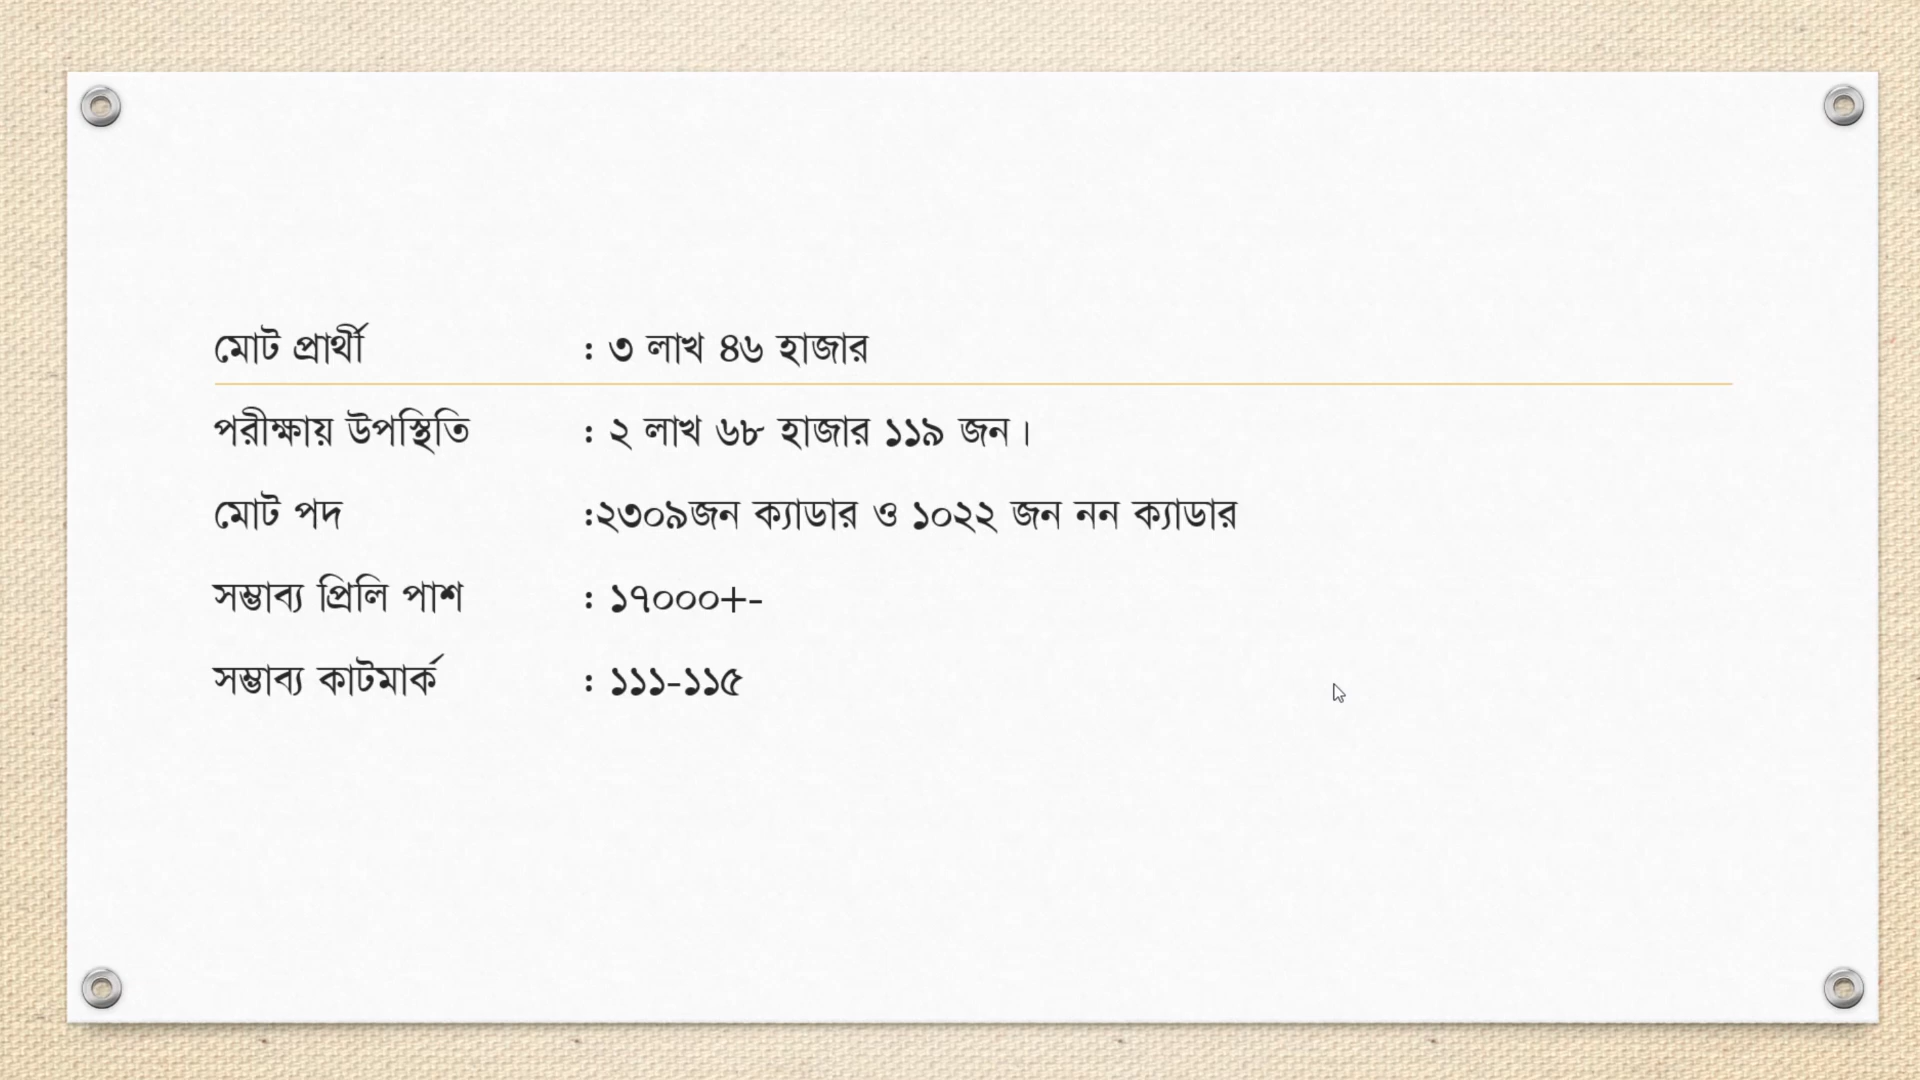 মোট প্রার্থী : ৩ লাখ ৪৬ হাজার
পরীক্ষায় উপস্থিতি : ২ লাখ ৬৮ হাজার ১১৯ জন।
মোট পদ :২৩০৯জন ক্যাডার ও ১০২২ জন নন ক্যাডার
সম্ভাব্য প্রিলি পাশ : ১৭০০০+-
সম্ভাব্য কাটমার্ক : ১১১-১১৫